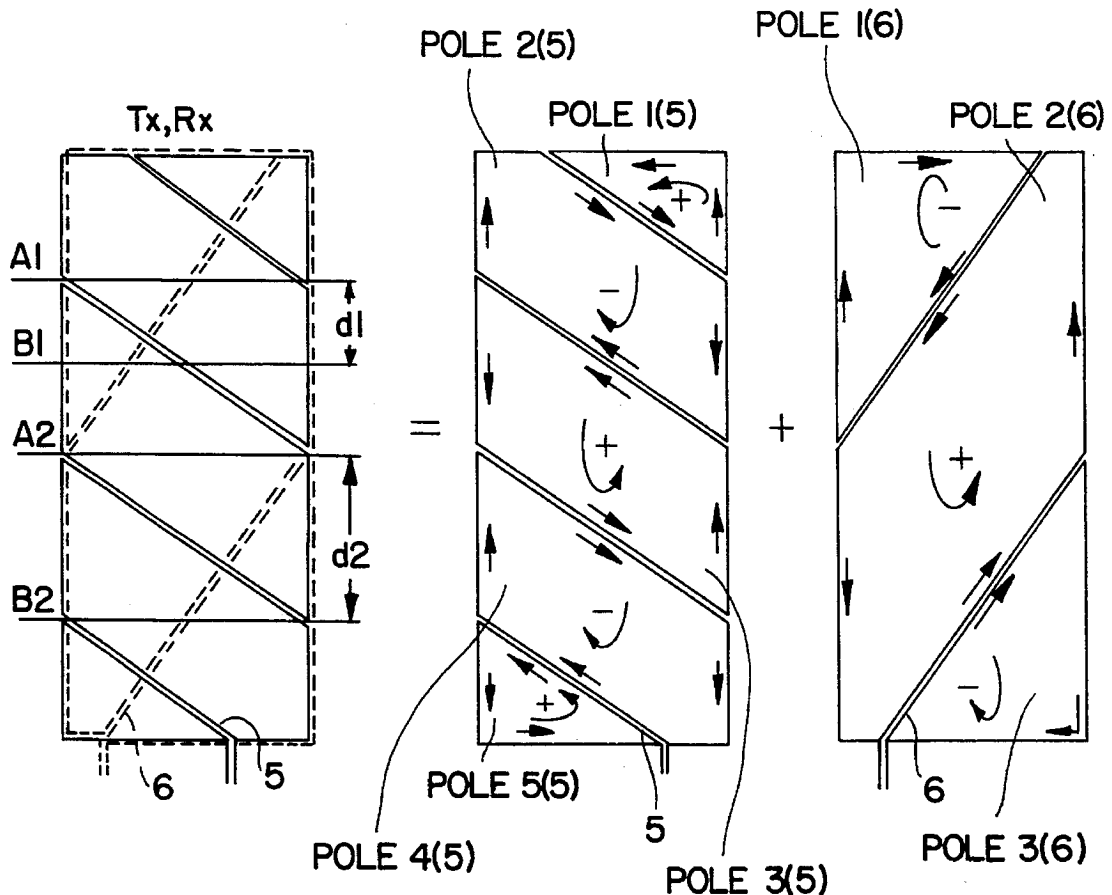 POLE 1(6)
POLE 2(5)
Tx,Rx
POLE 1(5)
POLE 2(6)
+
-
A1
d1
-
B1
A2
=
+
+
+
d2
B2
-
-
+
6
5
POLE 5(5)
5
6
POLE 4(5)
POLE 3(5)
POLE 3(6)